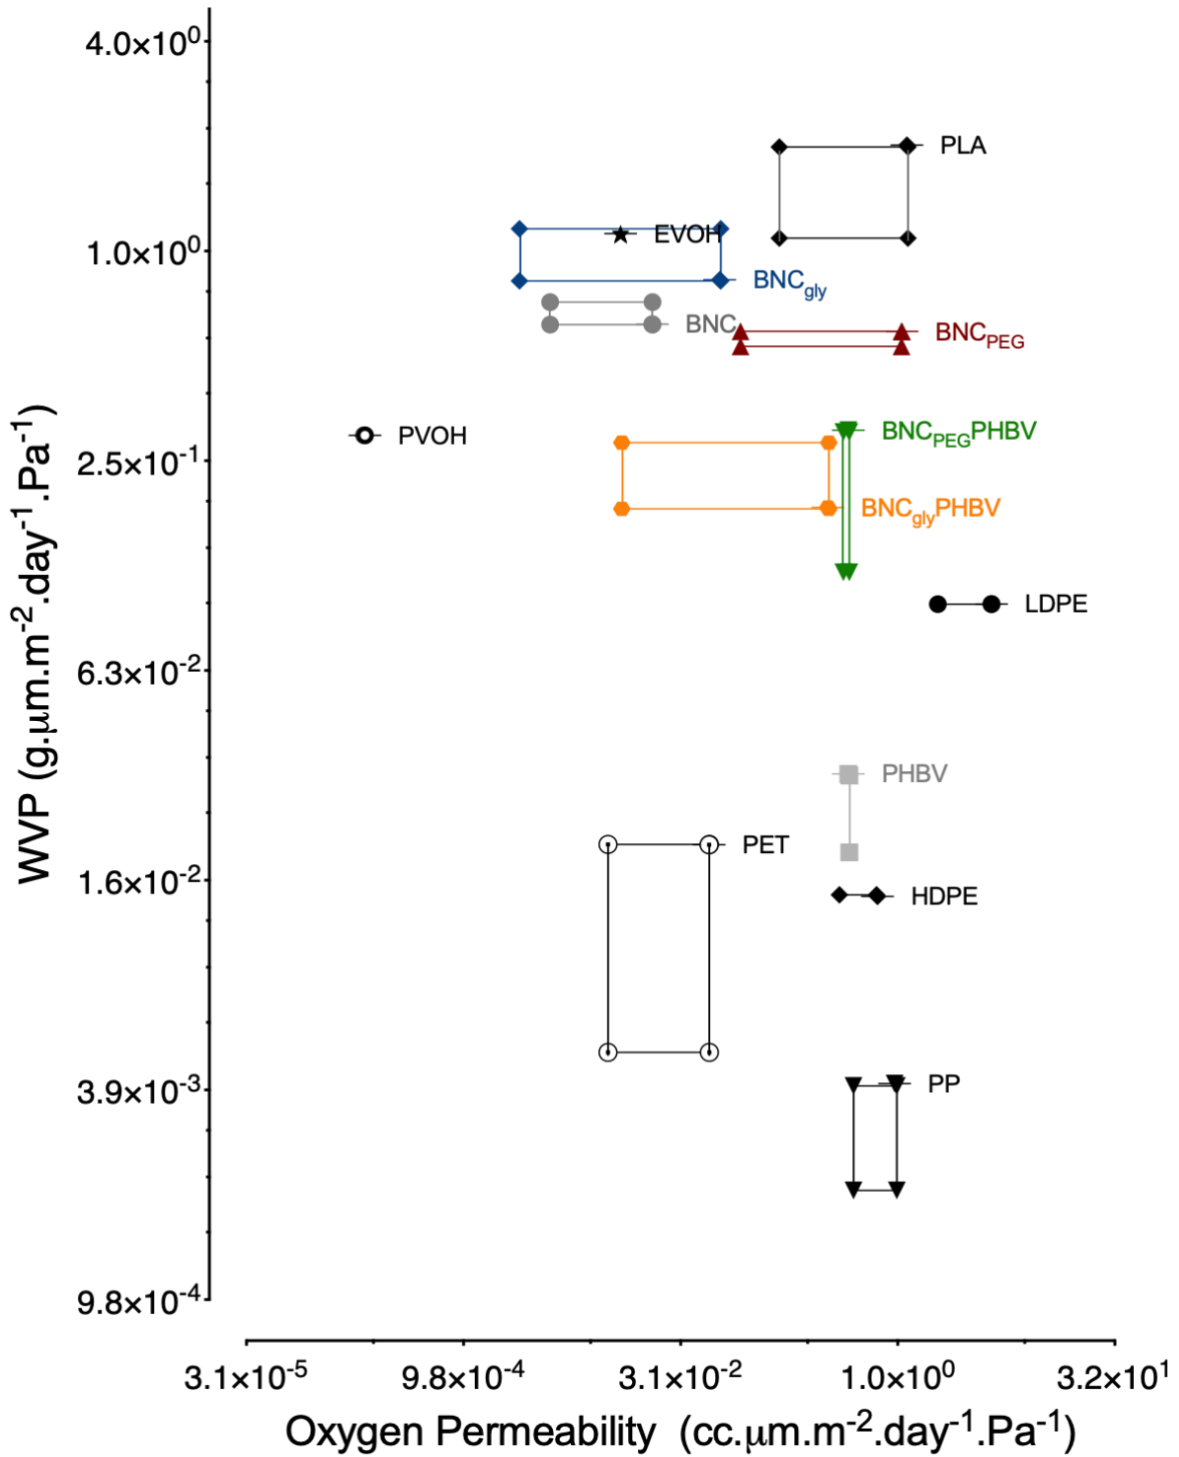 4.0×10⁰
PLA
EVOH
1.0×10⁰
BNCgly
BNC
BNCPEG
PVOH
BNCPEGPHBV
2.5×10⁻¹
BNCglyPHBV
LDPE
6.3×10⁻²
WVP (g.μm.m⁻².day⁻¹.Pa⁻¹)
PHBV
PET
1.6×10⁻²
HDPE
3.9×10⁻³
PP
9.8×10⁻⁴
3.1×10⁻⁵ 9.8×10⁻⁴ 3.1×10⁻² 1.0×10⁰ 3.2×10¹
Oxygen Permeability (cc.μm.m⁻².day⁻¹.Pa⁻¹)